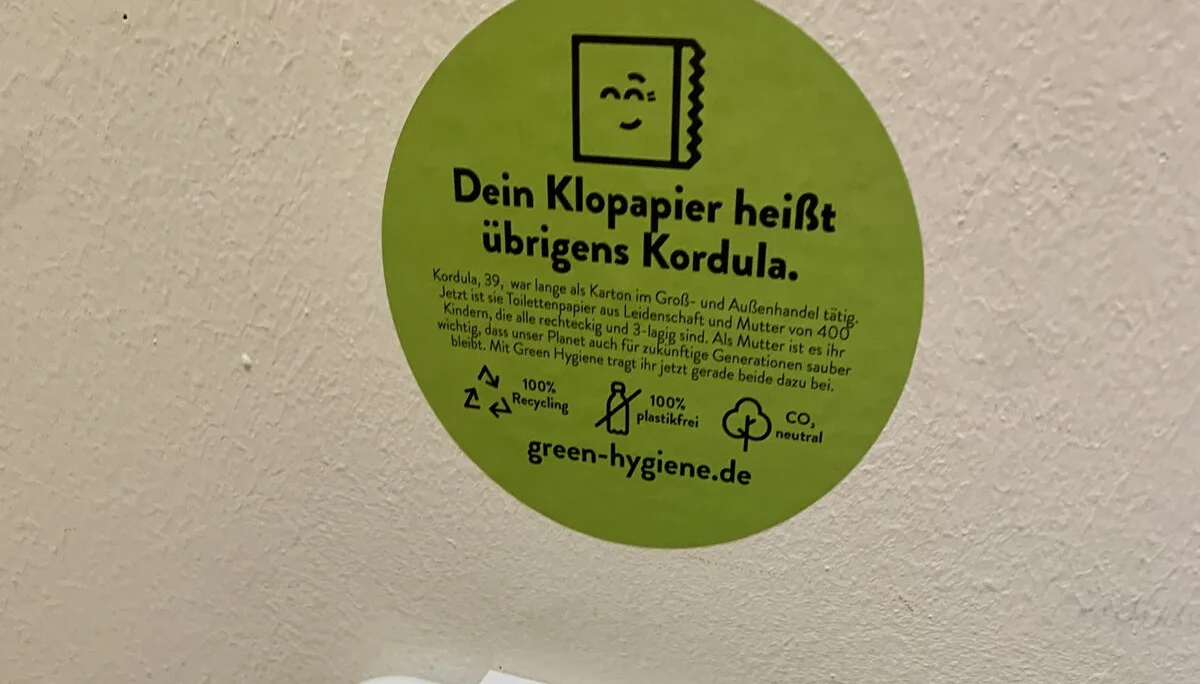 Dein Klopapier heißt
übrigens Kordula.
Kordula, 39, war lange als Karton im Groß- und Außenhandel tätig.
Jetzt ist sie Toilettenpapier aus Leidenschaft und Mutter von 400
Kindern, die alle rechteckig und 3-lagig sind. Als Mutter ist es ihr
wichtig, dass unser Planet auch für zukünftige Generationen sauber
bleibt. Mit Green Hygiene tragt ihr jetzt gerade beide dazu bei.
100%
Recycling
100%
plastikfrei
CO₂
neutral
green-hygiene.de